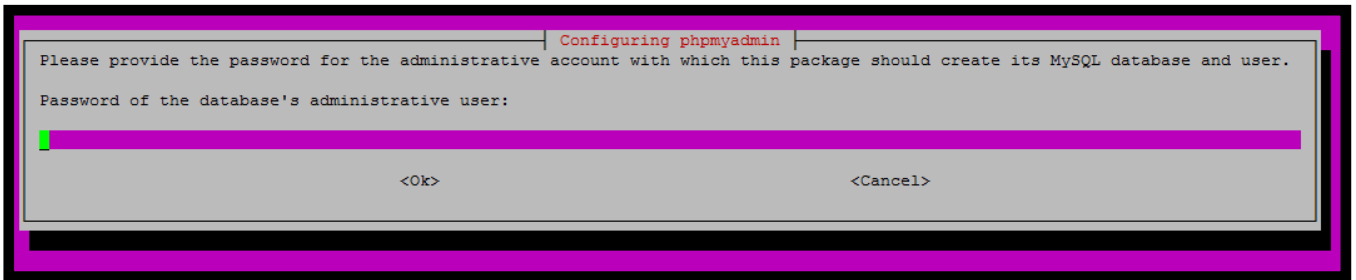 Configuring phpmyadmin
Please provide the password for the administrative account with which this package should create its MySQL database and user.
Password of the database's administrative user:
<Ok> <Cancel>